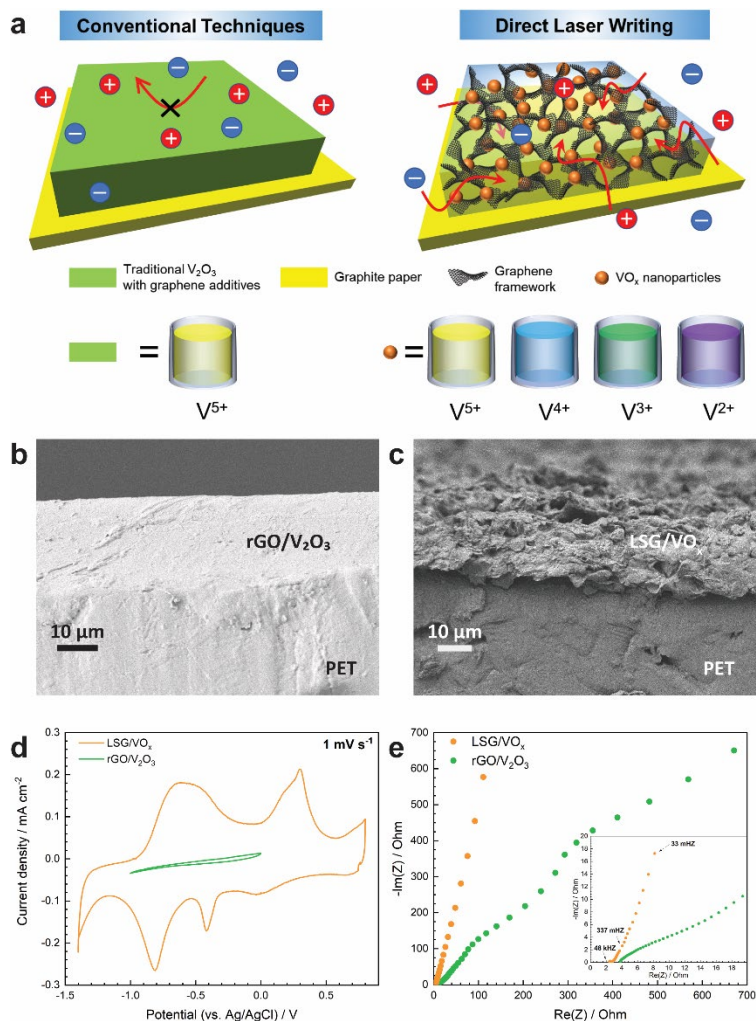 a
Conventional Techniques
Direct Laser Writing
Traditional V₂O₃
with graphene additives
Graphite paper
Graphene
framework
VOₓ nanoparticles
=
=
V⁵⁺
V⁵⁺ V⁴⁺ V³⁺ V²⁺
b
rGO/V₂O₃
10 µm
PET
c
LSG/VOₓ
10 µm
PET
d
LSG/VOₓ
rGO/V₂O₃
1 mV s⁻¹
Current density / mA cm⁻²
0.3
0.2
0.1
0.0
-0.1
-0.2
-0.3
-1.5 -1.0 -0.5 0.0 0.5
Potential (vs. Ag/AgCl) / V
e
LSG/VOₓ
rGO/V₂O₃
-Im(Z) / Ohm
700
600
500
400
300
200
100
0
0 100 200 300 400 500 600 700
Re(Z) / Ohm
-Im(Z) / Ohm
20
18
16
14
12
10
8
6
4
2
0
33 mHZ
337 mHZ
48 kHZ
0 2 4 6 8 10 12 14 16 18
Re(Z) / Ohm